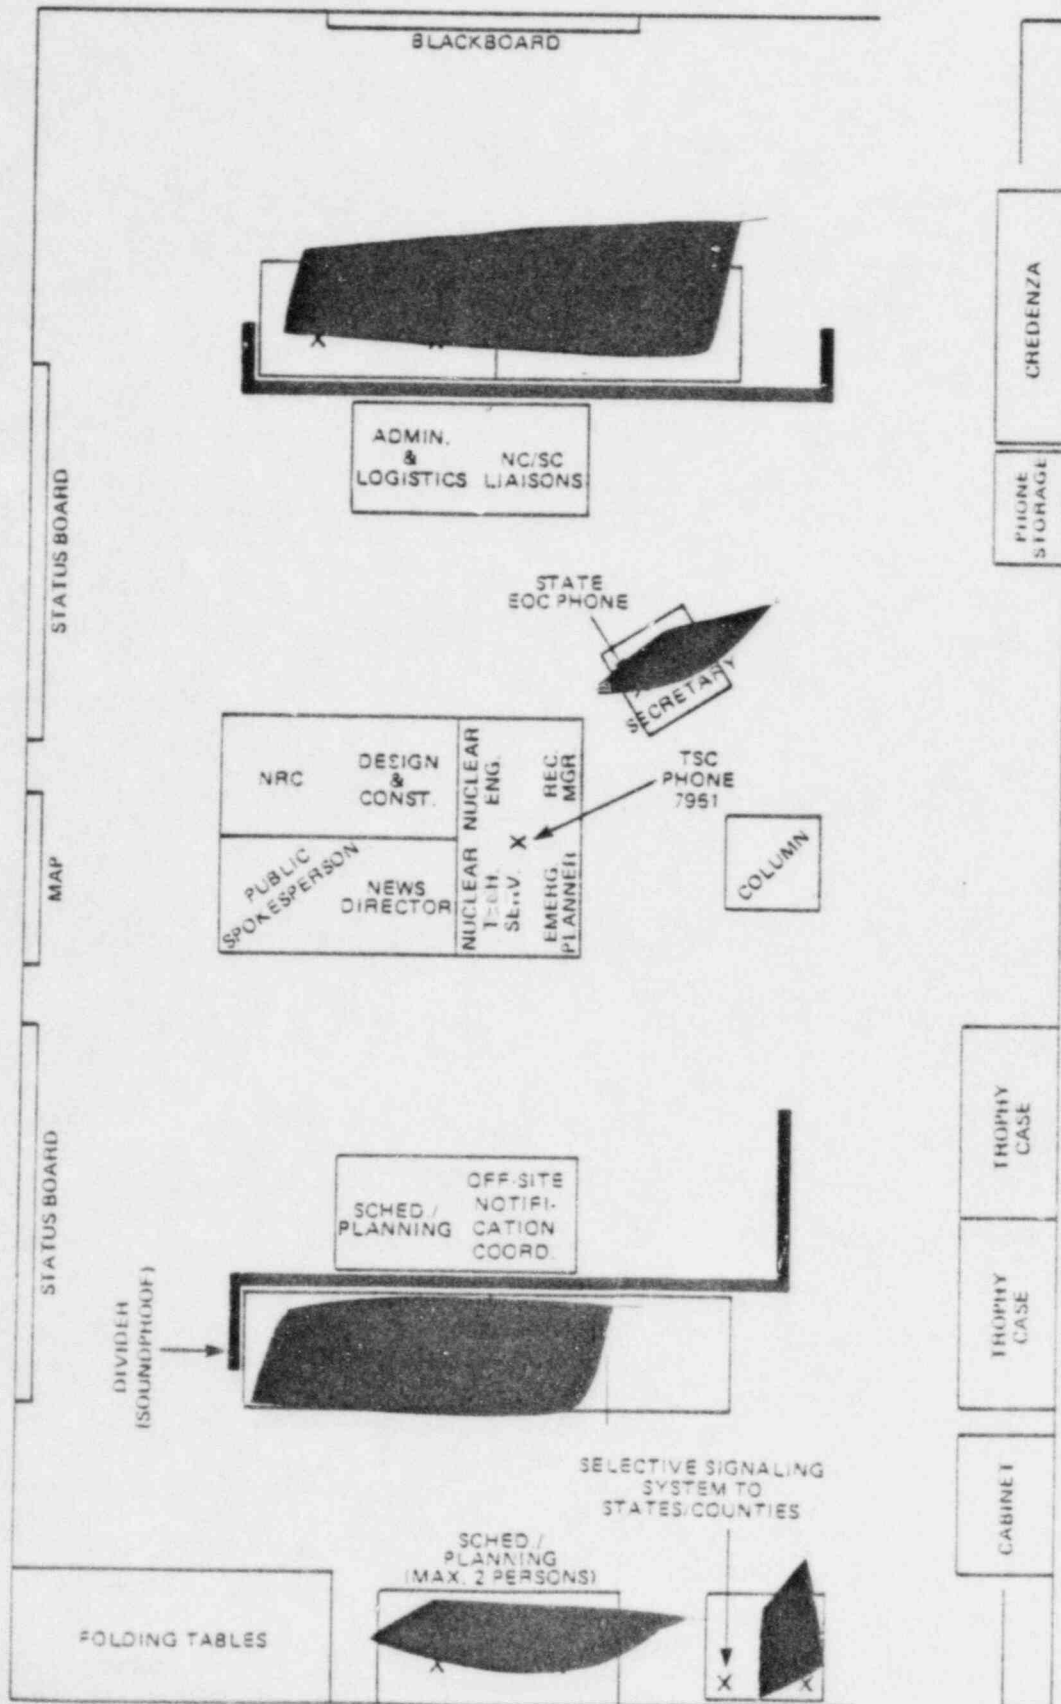 BLACKBOARD
CREDENZA
PHONE
STORAGE
STATUS BOARD
ADMIN.
&
LOGISTICS
NC/SC
LIAISONS
STATE
EOC PHONE
SECRETARY
TSC
PHONE
7951
MAP
NRC
DESIGN
&
CONST.
NUCLEAR
ENG.
REC.
MGR
PUBLIC
SPOKESPERSON
NEWS
DIRECTOR
NUCLEAR
TECH.
SERV.
X
EMERG.
PLANNER
COLUMN
STATUS BOARD
SCHED./
PLANNING
OFF-SITE
NOTIFI-
CATION
COORD.
TROPHY
CASE
TROPHY
CASE
DIVIDER
(SOUNDPROOF)
SELECTIVE SIGNALING
SYSTEM TO
STATES/COUNTIES
CABINET
SCHED./
PLANNING
(MAX. 2 PERSONS)
FOLDING TABLES
X
X